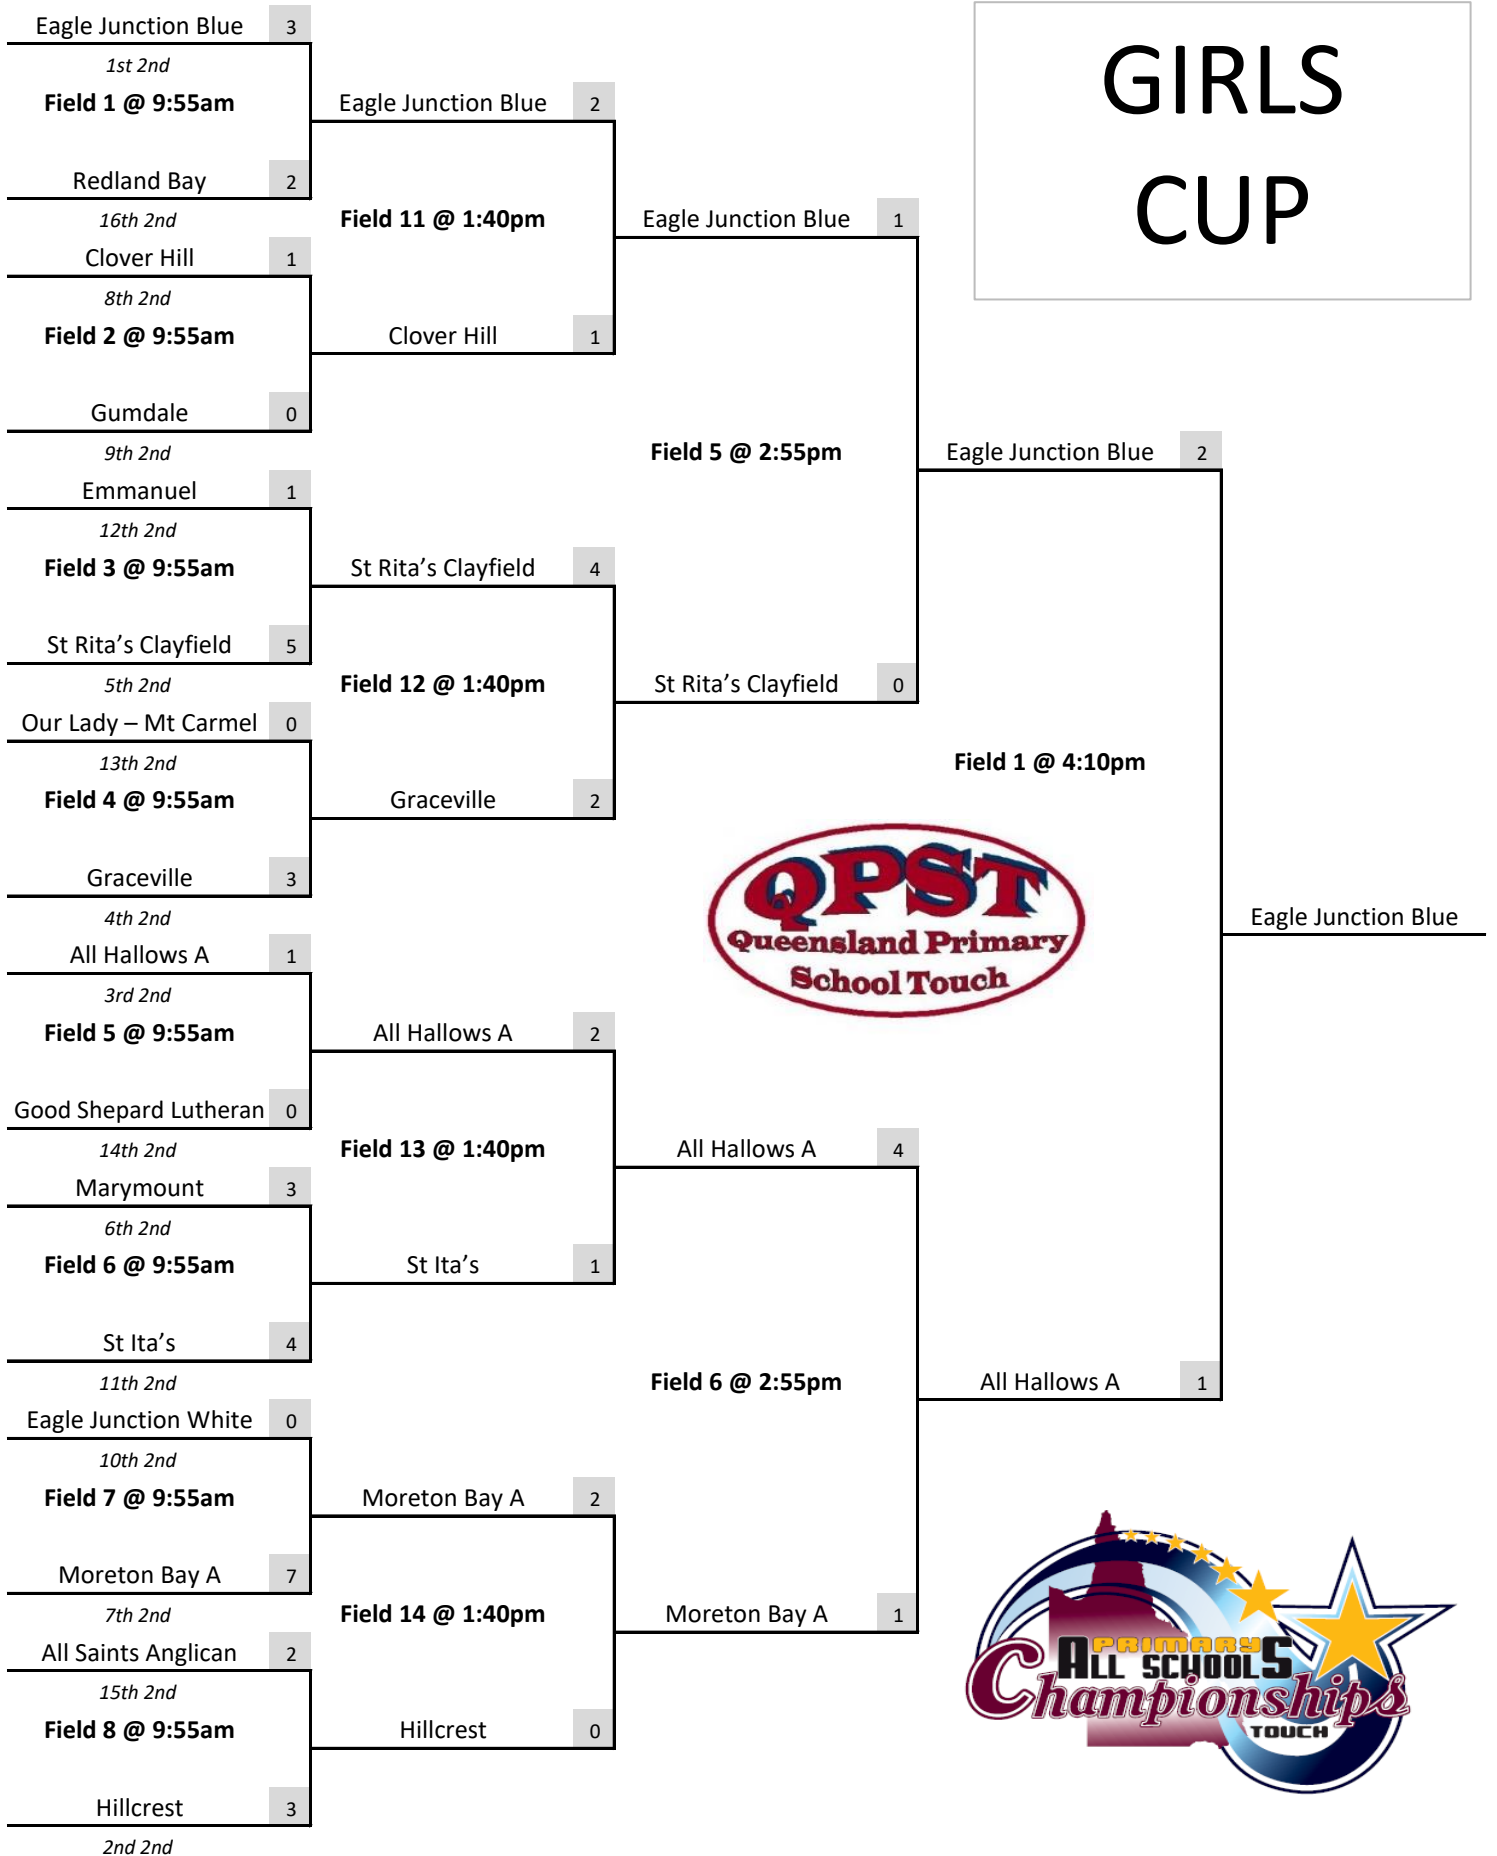 GIRLS
CUP
Eagle Junction Blue 3
1st 2nd
Field 1 @ 9:55am
Redland Bay 2
16th 2nd
Clover Hill 1
8th 2nd
Field 2 @ 9:55am
Gumdale 0
9th 2nd
Emmanuel 1
12th 2nd
Field 3 @ 9:55am
St Rita’s Clayfield 5
5th 2nd
Our Lady – Mt Carmel 0
13th 2nd
Field 4 @ 9:55am
Graceville 3
4th 2nd
All Hallows A 1
3rd 2nd
Field 5 @ 9:55am
Good Shepard Lutheran 0
14th 2nd
Marymount 3
6th 2nd
Field 6 @ 9:55am
St Ita’s 4
11th 2nd
Eagle Junction White 0
10th 2nd
Field 7 @ 9:55am
Moreton Bay A 7
7th 2nd
All Saints Anglican 2
15th 2nd
Field 8 @ 9:55am
Hillcrest 3
2nd 2nd
Eagle Junction Blue 2
Field 11 @ 1:40pm
Clover Hill 1
St Rita’s Clayfield 4
Field 12 @ 1:40pm
Graceville 2
All Hallows A 2
Field 13 @ 1:40pm
St Ita’s 1
Moreton Bay A 2
Field 14 @ 1:40pm
Hillcrest 0
Eagle Junction Blue 1
Field 5 @ 2:55pm
St Rita’s Clayfield 0
All Hallows A 4
Field 6 @ 2:55pm
Moreton Bay A 1
Eagle Junction Blue 2
Field 1 @ 4:10pm
All Hallows A 1
Eagle Junction Blue
QPST
Queensland Primary
School Touch
PRIMARY
ALL SCHOOLS
Championships
TOUCH